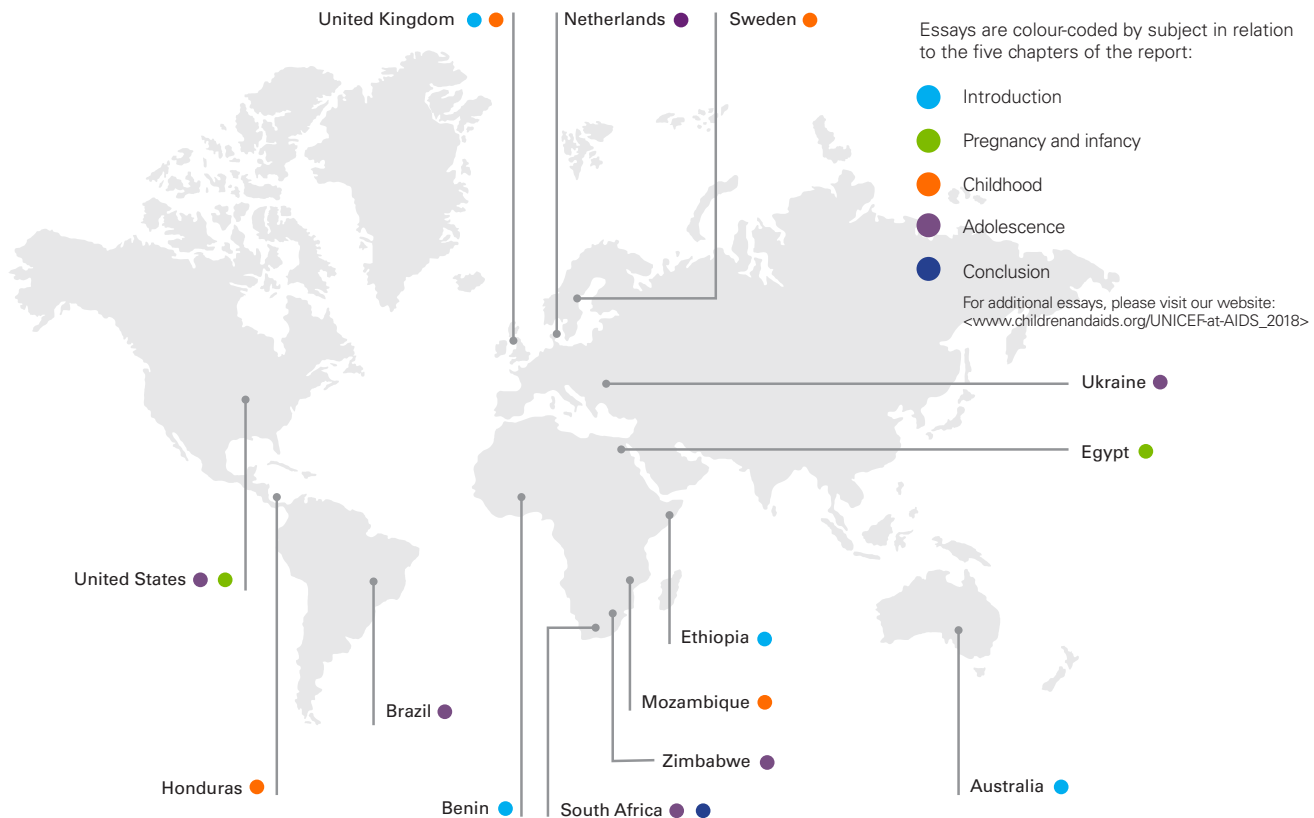 United Kingdom
Netherlands
Sweden
Essays are colour-coded by subject in relation
to the five chapters of the report:
Introduction
Pregnancy and infancy
Childhood
Adolescence
Conclusion
For additional essays, please visit our website:
<www.childrenandaids.org/UNICEF-at-AIDS_2018>
Ukraine
Egypt
United States
Ethiopia
Mozambique
Brazil
Zimbabwe
Honduras
Benin
South Africa
Australia